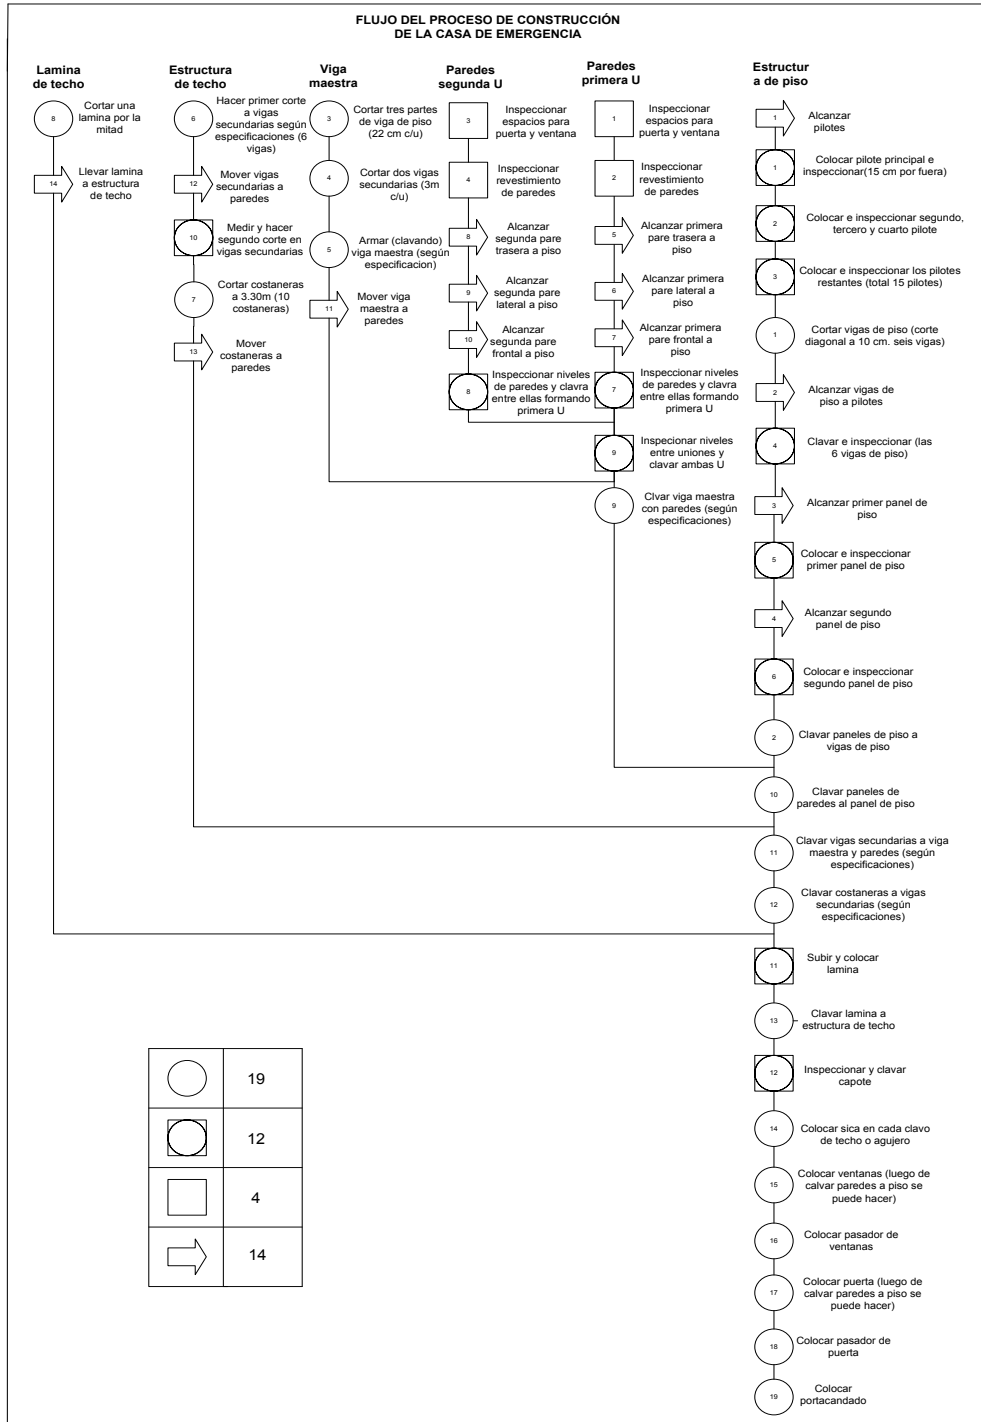 FLUJO DEL PROCESO DE CONSTRUCCIÓN
DE LA CASA DE EMERGENCIA
Lamina
de techo
8
Cortar una
lamina por la
mitad
14
Llevar lamina
a estructura
de techo
Estructura
de techo
6
Hacer primer corte
a vigas
secundarias según
especificaciones (6
vigas)
12
Mover vigas
secundarias a
paredes
10
Medir y hacer
segundo corte en
vigas secundarias
7
Cortar costaneras
a 3.30m (10
costaneras)
13
Mover
costaneras a
paredes
Viga
maestra
3
Cortar tres partes
de viga de piso
(22 cm c/u)
4
Cortar dos vigas
secundarias (3m
c/u)
5
Armar (clavando)
viga maestra (según
especificacion)
11
Mover viga
maestra a
paredes
Paredes
segunda U
3
Inspeccionar
espacios para
puerta y ventana
4
Inspeccionar
revestimiento
de paredes
8
Alcanzar
segunda pare
trasera a piso
9
Alcanzar
segunda pare
lateral a piso
10
Alcanzar
segunda pared
frontal a piso
8
Inspeccionar niveles
de paredes y clavra
entre ellas formando
primera U
Paredes
primera U
1
Inspeccionar
espacios para
puerta y ventana
2
Inspeccionar
revestimiento
de paredes
5
Alcanzar primera
pare trasera a
piso
6
Alcanzar primera
pare lateral a
piso
7
Alcanzar primera
pare frontal a
piso
7
Inspeccionar niveles
de paredes y clavra
entre ellas formando
primera U
9
Inspecionar niveles
entre uniones y
clavar ambas U
9
Clvar viga maestra
con paredes (según
especificaciones)
Estructur
a de piso
1
Alcanzar
pilotes
1
Colocar pilote principal e
inspeccionar(15 cm por fuera)
2
Colocar e inspeccionar segundo,
tercero y cuarto pilote
3
Colocar e inspeccionar los pilotes
restantes (total 15 pilotes)
1
Cortar vigas de piso (corte
diagonal a 10 cm. seis vigas)
2
Alcanzar vigas de
piso a pilotes
4
Clavar e inspeccionar (las
6 vigas de piso)
3
Alcanzar primer panel de
piso
5
Colocar e inspeccionar
primer panel de piso
4
Alcanzar segundo
panel de piso
6
Colocar e inspeccionar
segundo panel de piso
2
Clavar paneles de piso a
vigas de piso
10
Clavar paneles de
paredes al panel de piso
11
Clavar vigas secundarias a viga
maestra y paredes (según
especificaciones)
12
Clavar costaneras a vigas
secundarias (según
especificaciones)
11
Subir y colocar
lamina
13
Clavar lamina a
estructura de techo
12
Inspeccionar y clavar
capote
14
Colocar sica en cada clavo
de techo o agujero
15
Colocar ventanas (luego de
calvar paredes a piso se
puede hacer)
16
Colocar pasador de
ventanas
17
Colocar puerta (luego de
calvar paredes a piso se
puede hacer)
18
Colocar pasador de
puerta
19
Colocar
portacandado
19
12
4
14